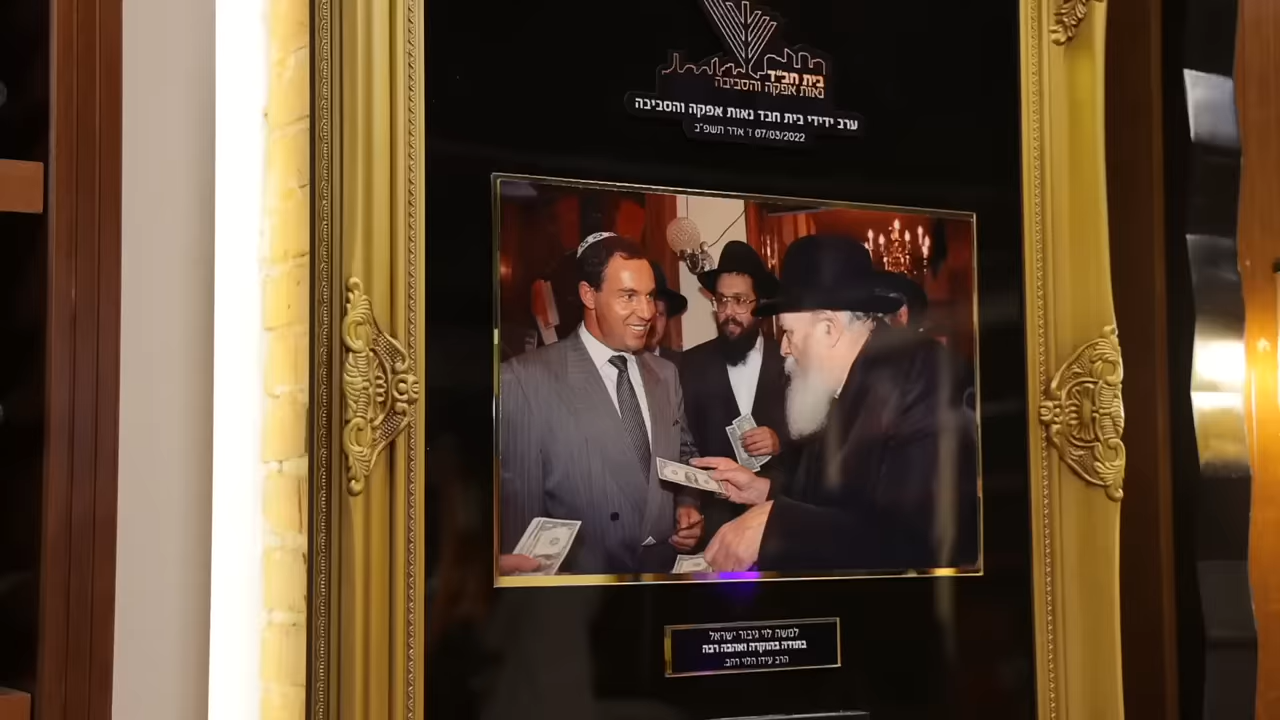 בית חב"ד
נאות אפקה והסביבה
ערב ידידי בית חבד נאות אפקה והסביבה
07/03/2022 ז' אדר תשפ"ב
למשה לוי גיבור ישראל
בתודה בהוקרה ואהבה רבה
הרב עידו הלוי רהב.